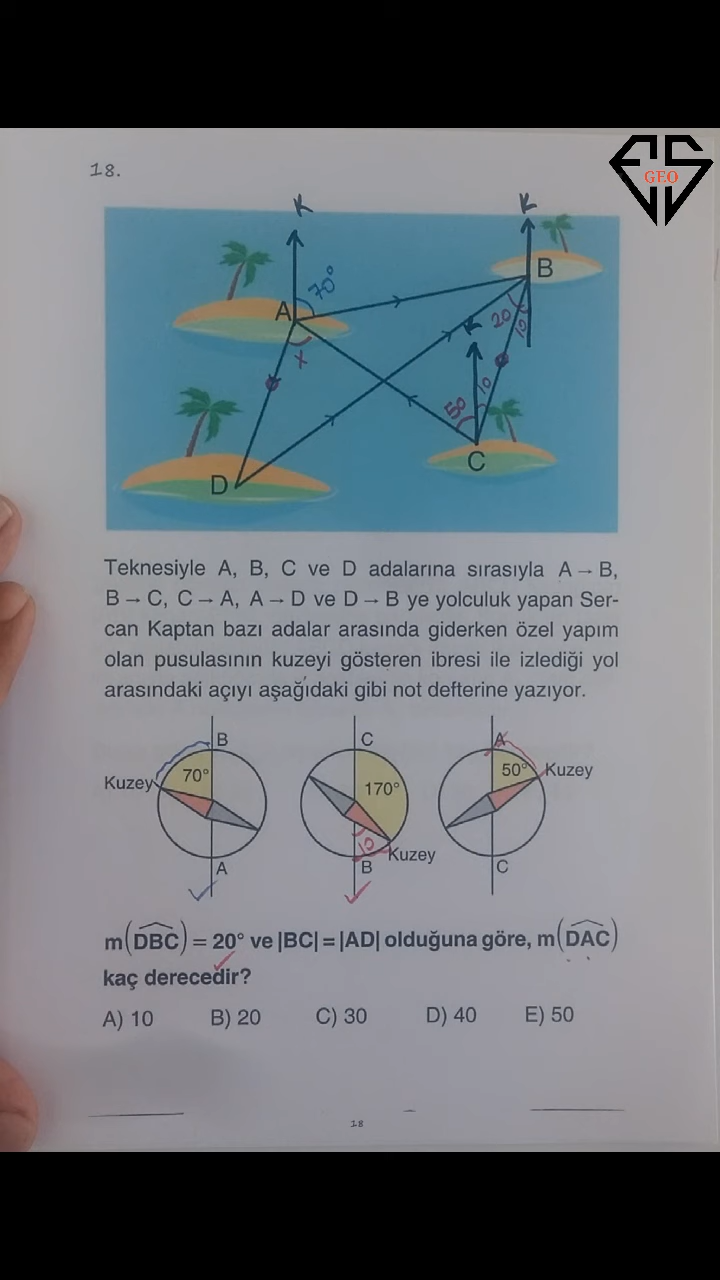 GEO
18.
K
K
A
70°
B
x
20
10
K
50
10
C
D
Teknesiyle A, B, C ve D adalarına sırasıyla A → B,
B → C, C → A, A → D ve D → B ye yolculuk yapan Ser-
can Kaptan bazı adalar arasında giderken özel yapım
olan pusulasının kuzeyi gösteren ibresi ile izlediği yol
arasındaki açıyı aşağıdaki gibi not defterine yazıyor.
B
Kuzey
70°
A
C
170°
10
B
Kuzey
A
50°
Kuzey
C
m(DBC) = 20° ve |BC| = |AD| olduğuna göre, m(DAC)
kaç derecedir?
A) 10 B) 20 C) 30 D) 40 E) 50
18